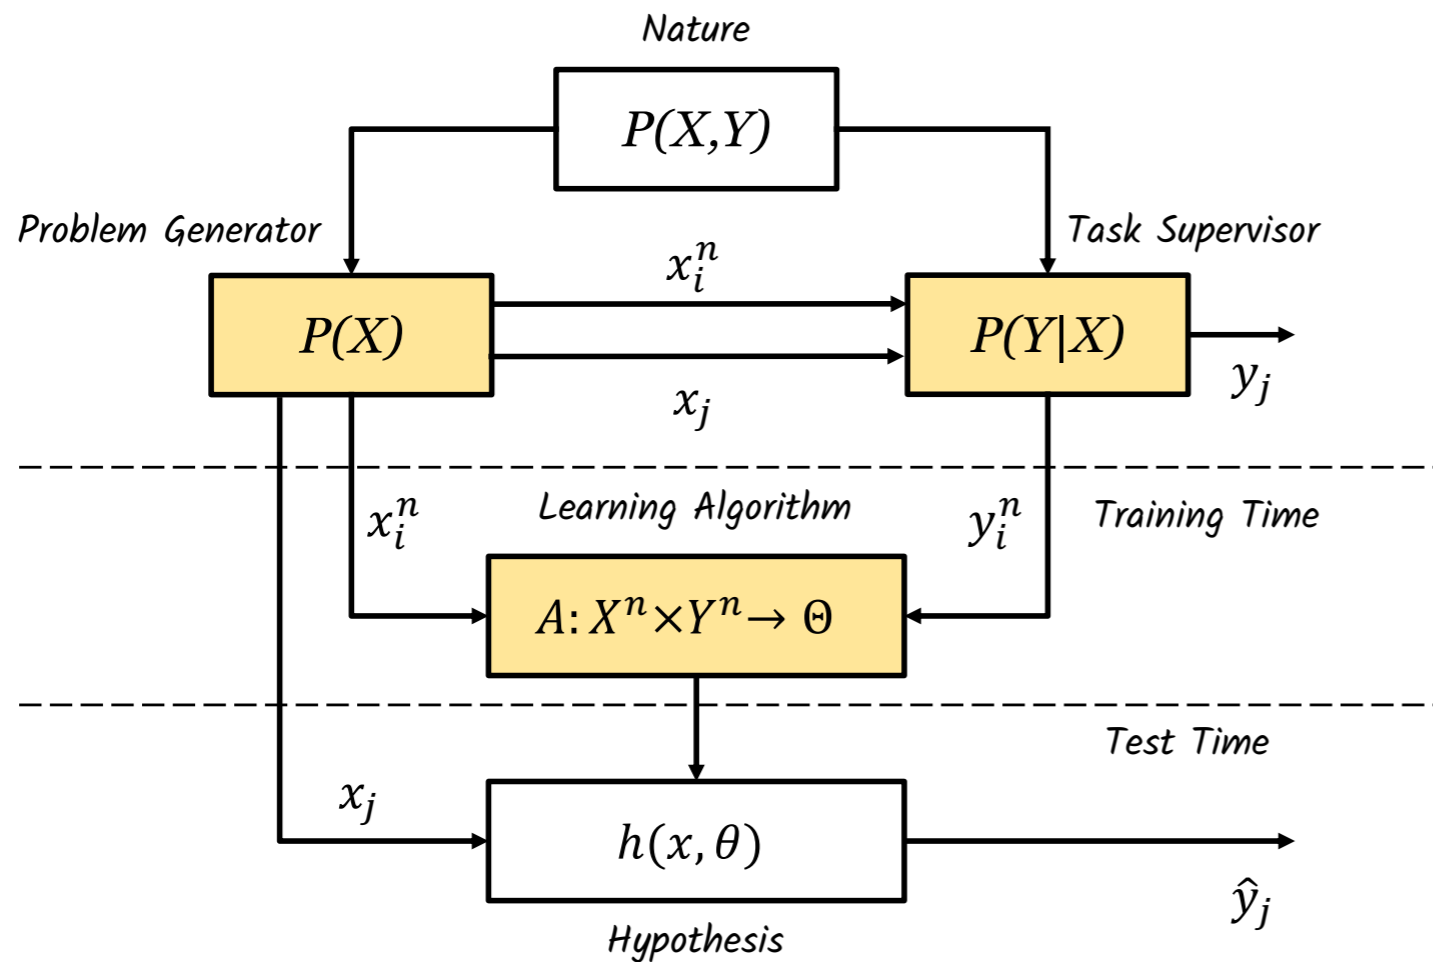 Nature
P(X,Y)
Problem Generator
Task Supervisor
x_i^n
P(X)
P(Y|X)
x_j
y_j
Learning Algorithm
Training Time
x_i^n
y_i^n
A: X^n×Y^n→ Θ
Test Time
x_j
h(x, θ)
ŷ_j
Hypothesis